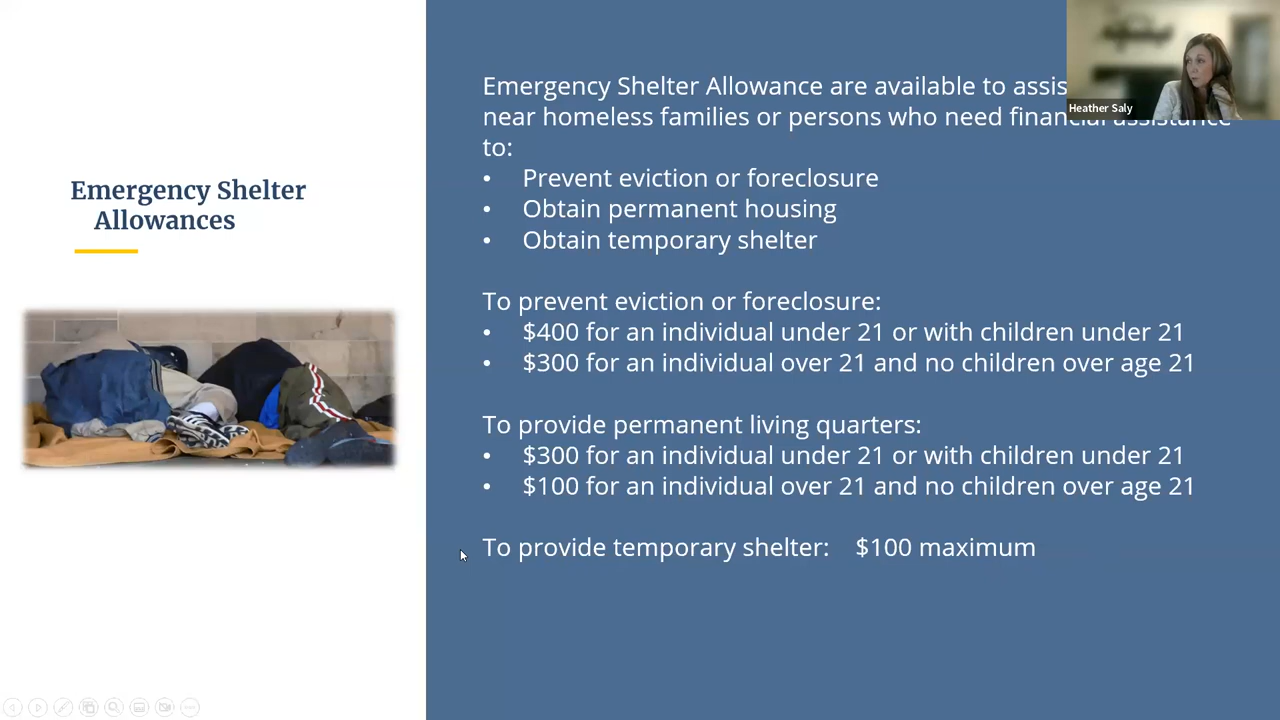 Emergency Shelter
Allowances
Emergency Shelter Allowance are available to
near homeless families or persons who need financial assistance
to:
• Prevent eviction or foreclosure
• Obtain permanent housing
• Obtain temporary shelter
To prevent eviction or foreclosure:
• $400 for an individual under 21 or with children under 21
• $300 for an individual over 21 and no children over age 21
To provide permanent living quarters:
• $300 for an individual under 21 or with children under 21
• $100 for an individual over 21 and no children over age 21
To provide temporary shelter: $100 maximum
Heather Saly